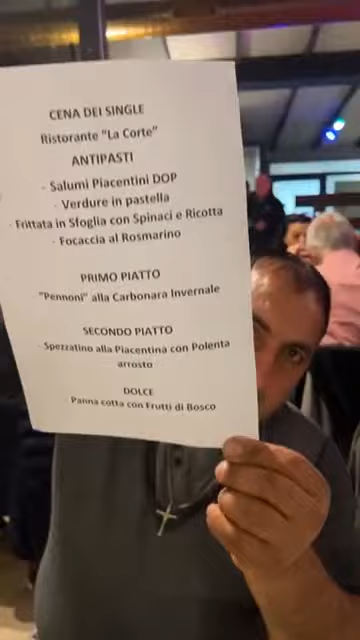 CENA DEI SINGLE
Ristorante "La Corte"
ANTIPASTI
- Salumi Piacentini DOP
- Verdure in pastella
- Frittata in Sfoglia con Spinaci e Ricotta
- Focaccia al Rosmarino
PRIMO PIATTO
"Pennoni" alla Carbonara Invernale
SECONDO PIATTO
- Spezzatino alla Piacentina con Polenta
arrosto
DOLCE
- Panna cotta con Frutti di Bosco